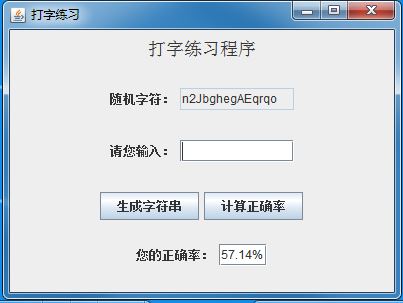 打字练习
打字练习程序
随机字符： n2JbghegAEqrqo
请您输入：
生成字符串 计算正确率
您的正确率： 57.14%